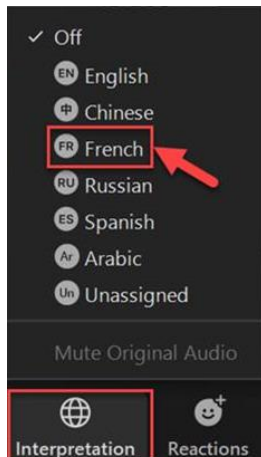 ✓ Off
EN English
中 Chinese
FR French
RU Russian
ES Spanish
Ar Arabic
Un Unassigned
Mute Original Audio
Interpretation Reactions